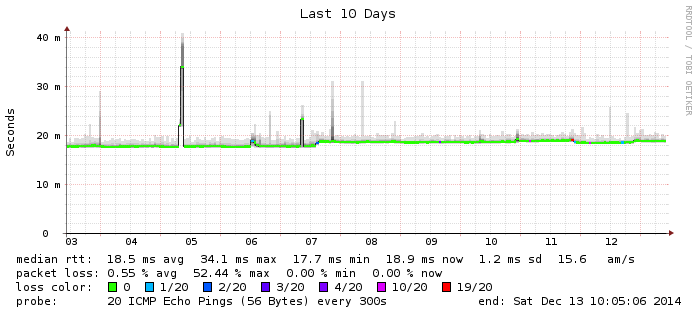 Last 10 Days
RRDTOOL / TOBI OETIKER
Seconds
40 m
30 m
20 m
10 m
0
03 04 05 06 07 08 09 10 11 12
median rtt: 18.5 ms avg 34.1 ms max 17.7 ms min 18.9 ms now 1.2 ms sd 15.6 am/s
packet loss: 0.55 % avg 52.44 % max 0.00 % min 0.00 % now
loss color: 0 1/20 2/20 3/20 4/20 10/20 19/20
probe: 20 ICMP Echo Pings (56 Bytes) every 300s end: Sat Dec 13 10:05:06 2014